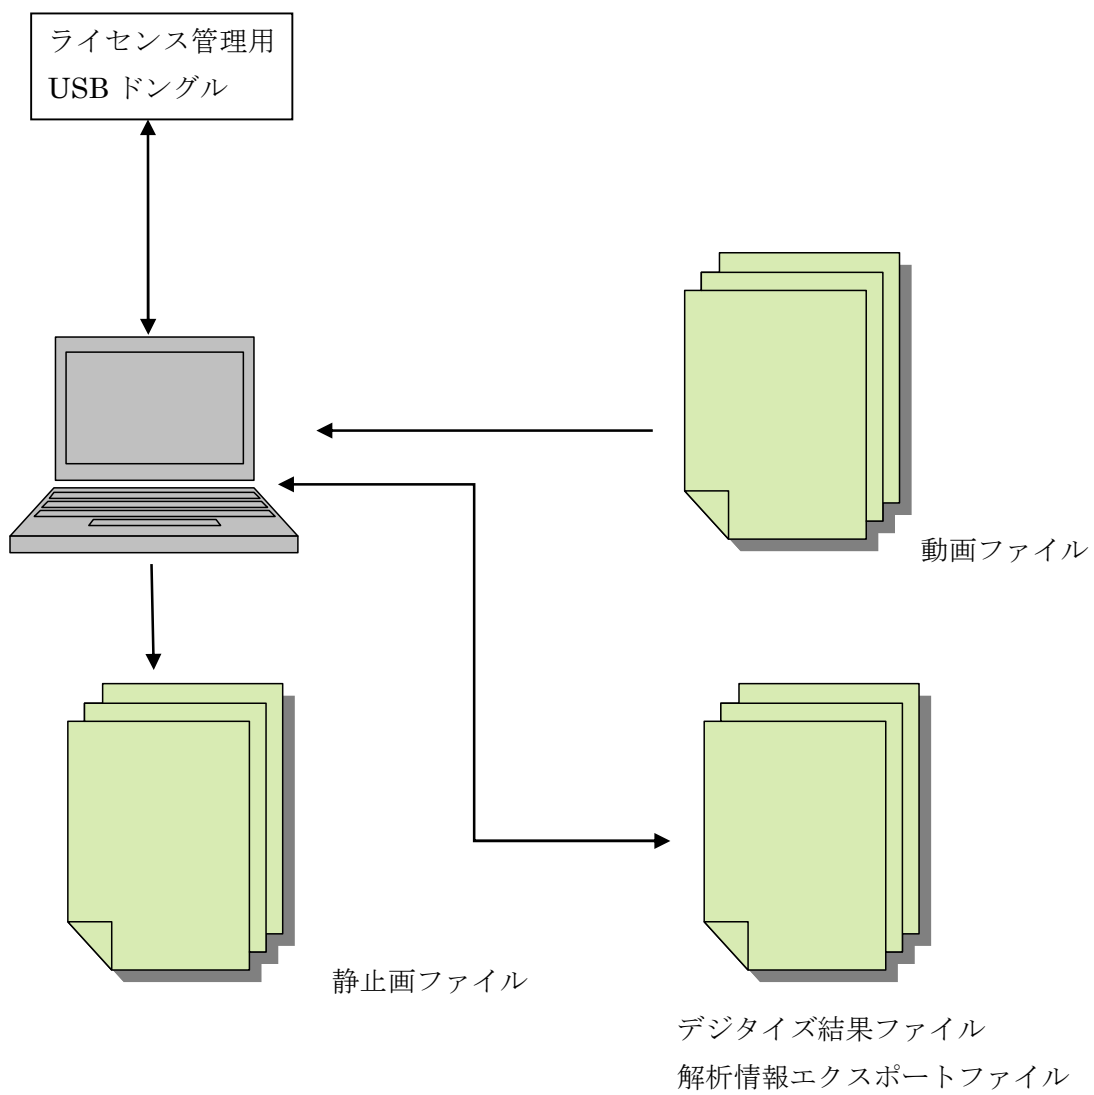 ライセンス管理用
USB ドングル
動画ファイル
静止画ファイル
デジタイズ結果ファイル
解析情報エクスポートファイル